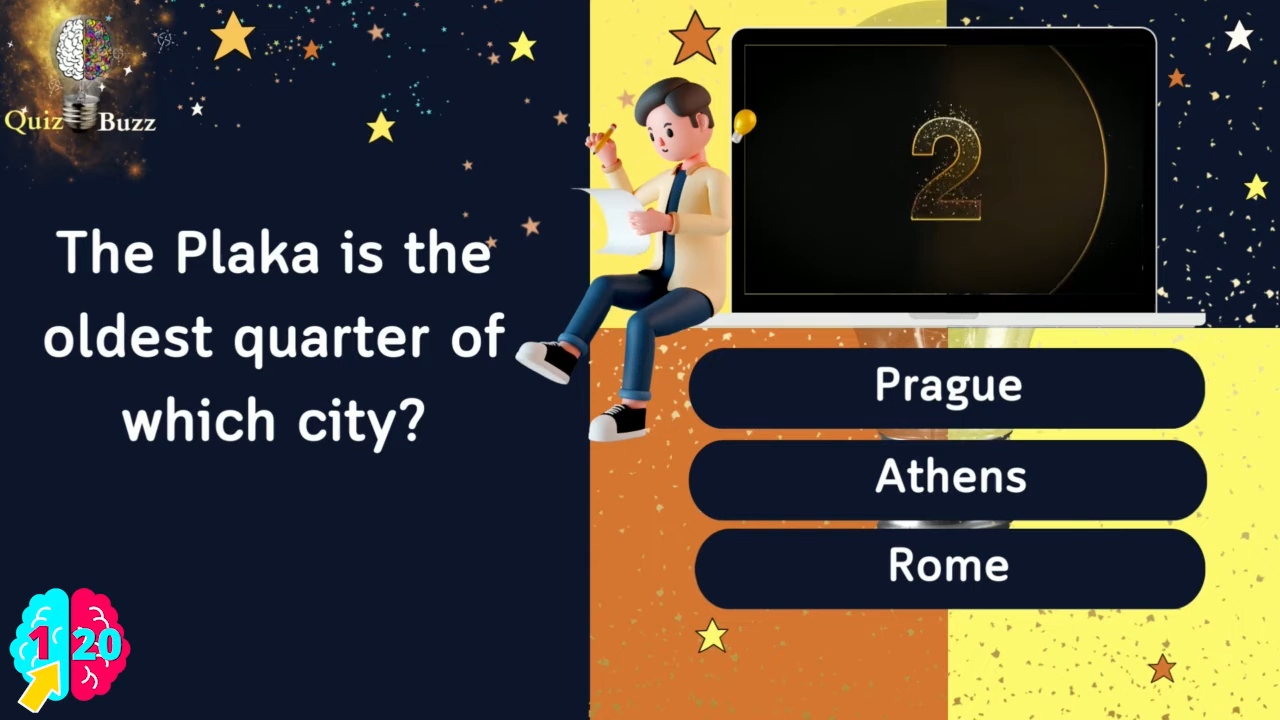 Quiz Buzz
The Plaka is the
oldest quarter of
which city?
2
Prague
Athens
Rome
1 20